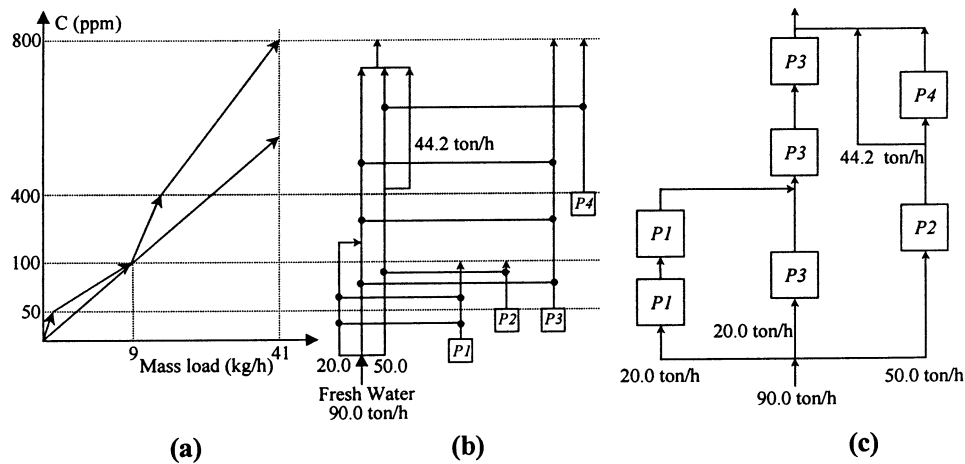 C (ppm)
800
400
100
50
9
41
Mass load (kg/h)
(a)
44.2 ton/h
P4
P2
P3
P1
20.0
50.0
Fresh Water
90.0 ton/h
(b)
P3
P4
P3
44.2 ton/h
P1
P2
P1
P3
20.0 ton/h
20.0 ton/h
50.0 ton/h
90.0 ton/h
(c)